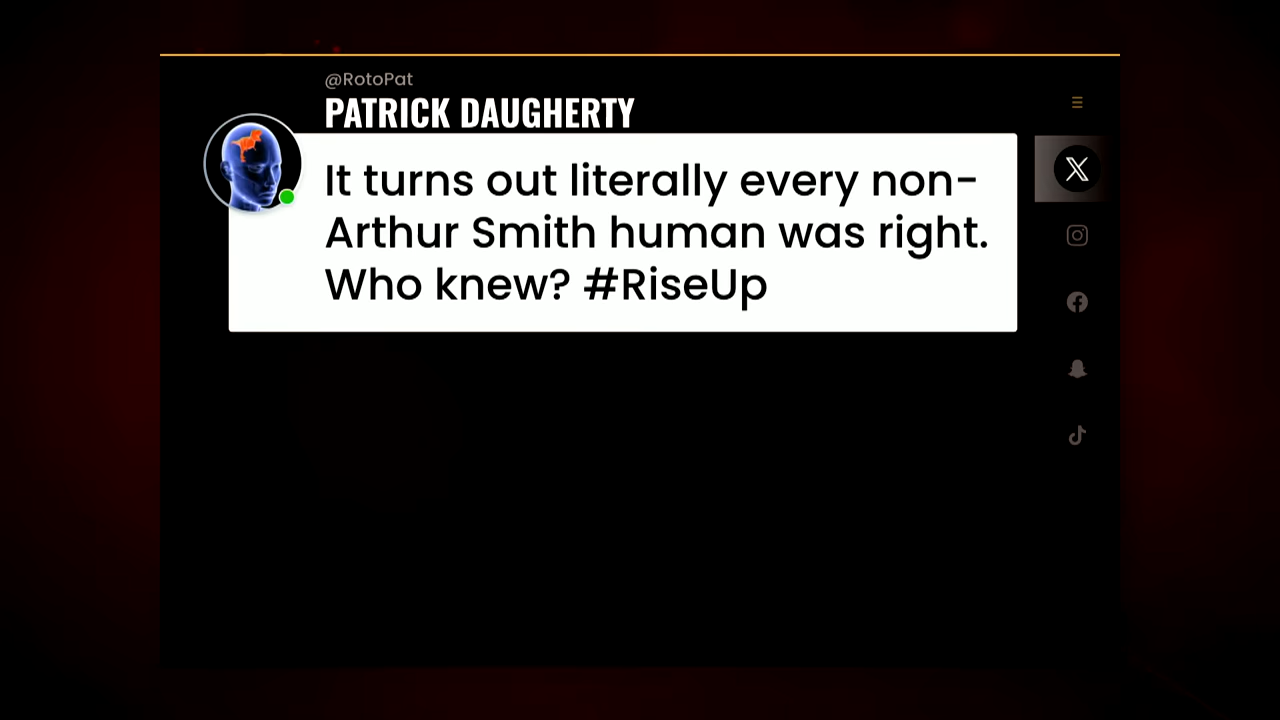 @RotoPat
PATRICK DAUGHERTY
It turns out literally every non-
Arthur Smith human was right.
Who knew? #RiseUp